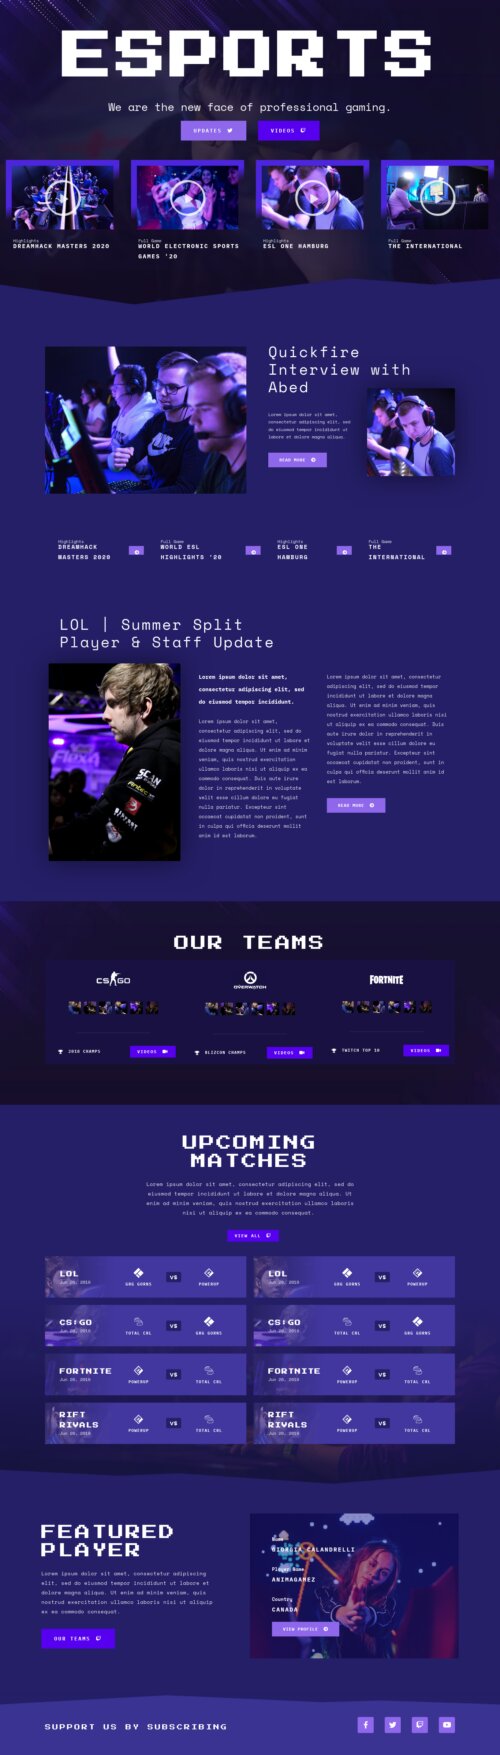 ESPORTS
We are the new face of professional gaming.
UPDATES
VIDEOS
Highlights
DREAMHACK MASTERS 2020
Full Game
WORLD ELECTRONIC SPORTS
GAMES '20
Highlights
ESL ONE HAMBURG
Full Game
THE INTERNATIONAL
Quickfire
Interview with
Abed
Lorem ipsum dolor sit amet,
consectetur adipiscing elit, sed
do eiusmod tempor incididunt ut
labore et dolore magna aliqua.
READ MORE
Highlights
DREAMHACK
MASTERS 2020
Full Game
WORLD ESL
HIGHLIGHTS '20
Highlights
ESL ONE
HAMBURG
Full Game
THE
INTERNATIONAL
LOL | Summer Split
Player & Staff Update
Lorem ipsum dolor sit amet,
consectetur adipiscing elit, sed
do eiusmod tempor incididunt.
Lorem ipsum dolor sit amet,
consectetur adipiscing elit, sed do
eiusmod tempor incididunt ut labore et
dolore magna aliqua. Ut enim ad minim
veniam, quis nostrud exercitation
ullamco laboris nisi ut aliquip ex ea
commodo consequat. Duis aute irure
dolor in reprehenderit in voluptate
velit esse cillum dolore eu fugiat
nulla pariatur. Excepteur sint
occaecat cupidatat non proident, sunt
in culpa qui officia deserunt mollit
anim id est laborum.
Lorem ipsum dolor sit amet, consectetur
adipiscing elit, sed do eiusmod tempor
incididunt ut labore et dolore magna
aliqua. Ut enim ad minim veniam, quis
nostrud exercitation ullamco laboris nisi
ut aliquip ex ea commodo consequat. Duis
aute irure dolor in reprehenderit in
voluptate velit esse cillum dolore eu
fugiat nulla pariatur. Excepteur sint
occaecat cupidatat non proident, sunt in
culpa qui officia deserunt mollit anim id
est laborum.
READ MORE
OUR TEAMS
CS GO
OVERWATCH
FORTNITE
2018 CHAMPS
VIDEOS
BLIZCON CHAMPS
VIDEOS
TWITCH TOP 10
VIDEOS
UPCOMING
MATCHES
Lorem ipsum dolor sit amet, consectetur adipiscing elit, sed do
eiusmod tempor incididunt ut labore et dolore magna aliqua. Ut
enim ad minim veniam, quis nostrud exercitation ullamco laboris
nisi ut aliquip ex ea commodo consequat.
VIEW ALL
LOL
Jun 20, 2019
GRG GORNS
VS
POWERUP
LOL
Jun 20, 2019
GRG GORNS
VS
POWERUP
CS:GO
Jun 20, 2019
TOTAL CRL
VS
GRG GORNS
CS:GO
Jun 20, 2019
TOTAL CRL
VS
GRG GORNS
FORTNITE
Jun 20, 2019
POWERUP
VS
TOTAL CRL
FORTNITE
Jun 20, 2019
POWERUP
VS
TOTAL CRL
RIFT
RIVALS
Jun 20, 2019
POWERUP
VS
TOTAL CRL
RIFT
RIVALS
Jun 20, 2019
POWERUP
VS
TOTAL CRL
FEATURED
PLAYER
Lorem ipsum dolor sit amet, consectetur adipiscing
elit, sed do eiusmod tempor incididunt ut labore et
dolore magna aliqua. Ut enim ad minim veniam, quis
nostrud exercitation ullamco laboris nisi ut aliquip
ex ea commodo consequat.
OUR TEAMS
Name
GIORGIA CALANDRELLI
Player Name
ANIMAGAMEZ
Country
CANADA
VIEW PROFILE
SUPPORT US BY SUBSCRIBING